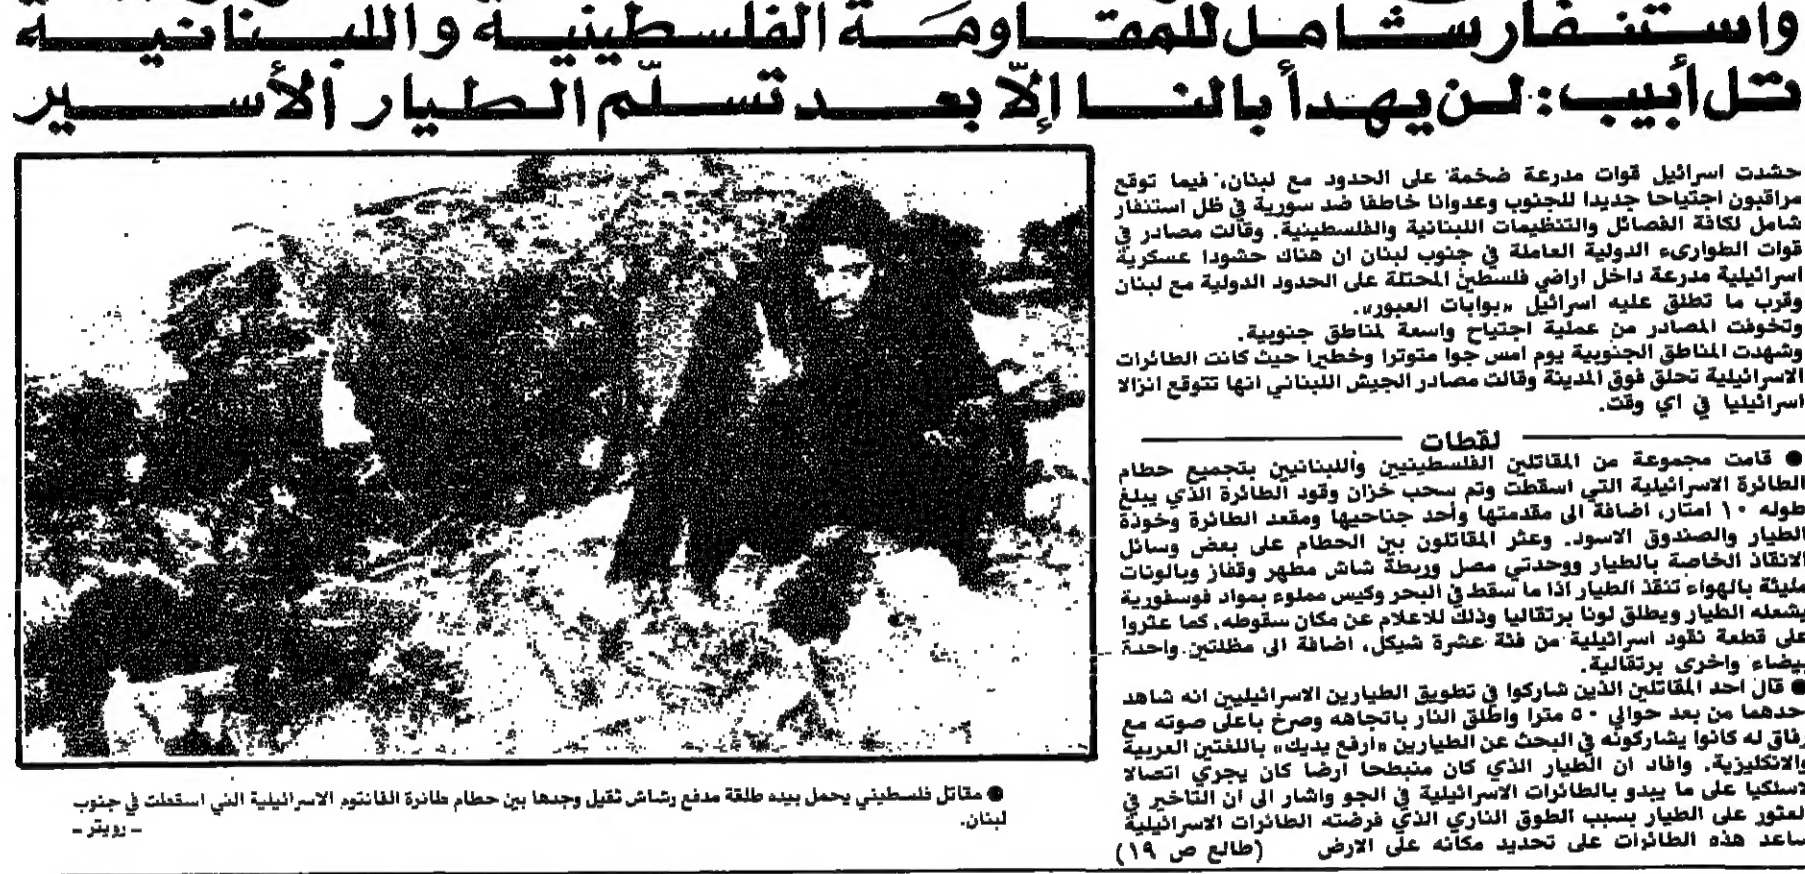 واستنفار شامل للمقاومة الفلسطينية واللبنانية
تل أبيب: لن يهدأ بالنا إلّا بعد تسلّم الطيار الأسير
حشدت اسرائيل قوات مدرعة ضخمة على الحدود مع لبنان، فيما توقع
مراقبون اجتياحا جديدا للجنوب وعدوانا خاطفا ضد سورية في ظل استنفار
شامل لكافة الفصائل والتنظيمات اللبنانية والفلسطينية. وقالت مصادر في
قوات الطوارىء الدولية العاملة في جنوب لبنان ان هناك حشودا عسكرية
اسرائيلية مدرعة داخل اراضي فلسطين المحتلة على الحدود الدولية مع لبنان
وقرب ما تطلق عليه اسرائيل «بوابات العبور».
وتخوفت المصادر من عملية اجتياح واسعة لمناطق جنوبية.
وشهدت المناطق الجنوبية يوم امس جوا متوترا وخطيرا حيث كانت الطائرات
الاسرائيلية تحلق فوق المدينة وقالت مصادر الجيش اللبناني انها تتوقع انزالا
اسرائيليا في اي وقت.
لقطات
● قامت مجموعة من المقاتلين الفلسطينيين واللبنانيين بتجميع حطام
الطائرة الاسرائيلية التي اسقطت وتم سحب خزان وقود الطائرة الذي يبلغ
طوله ١٠ امتار، اضافة الى مقدمتها وأحد جناحيها ومقعد الطائرة وخوذة
الطيار والصندوق الاسود. وعثر المقاتلون بين الحطام على بعض وسائل
الانقاذ الخاصة بالطيار ووحدتي مصل وربطة شاش مطهر وقفاز وبالونات
مليئة بالهواء تنقذ الطيار اذا ما سقط في البحر وكيس مملوء بمواد فوسفورية
يشعله الطيار ويطلق لونا برتقاليا وذلك للاعلام عن مكان سقوطه، كما عثروا
على قطعة نقود اسرائيلية من فئة عشرة شيكل، اضافة الى مظلتين واحدة
بيضاء واخرى برتقالية.
● قال احد المقاتلين الذين شاركوا في تطويق الطيارين الاسرائيليين انه شاهد
احدهما من بعد حوالي ٥٠ مترا واطلق النار باتجاهه وصرخ باعلى صوته مع
رفاق له كانوا يشاركونه في البحث عن الطيارين «ارفع يديك» باللغتين العربية
والانكليزية. وافاد ان الطيار الذي كان منبطحا ارضا كان يجري اتصالا
لاسلكيا على ما يبدو بالطائرات الاسرائيلية في الجو واشار الى ان التأخير في
العثور على الطيار بسبب الطوق الناري الذي فرضته الطائرات الاسرائيلية
ساعد هذه الطائرات على تحديد مكانه على الارض (طالع ص ١٩)
● مقاتل فلسطيني يحمل بيده طلقة مدفع رشاش ثقيل وجدها بين حطام طائرة الفانتوم الاسرائيلية التي اسقطت في جنوب
لبنان. – رويتر –